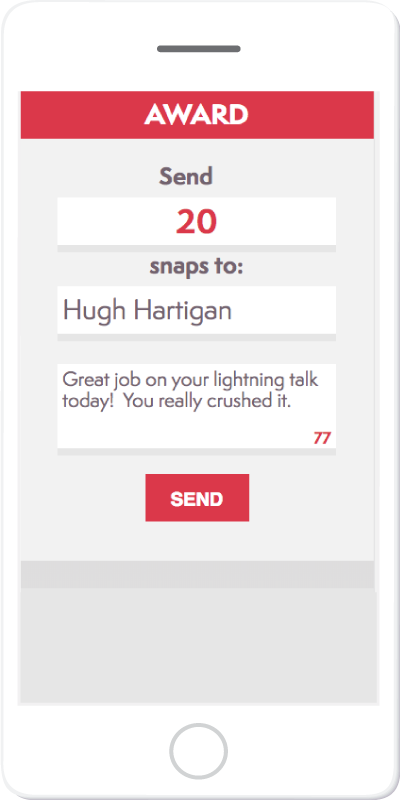 AWARD
Send
20
snaps to:
Hugh Hartigan
Great job on your lightning talk
today!  You really crushed it.
77
SEND